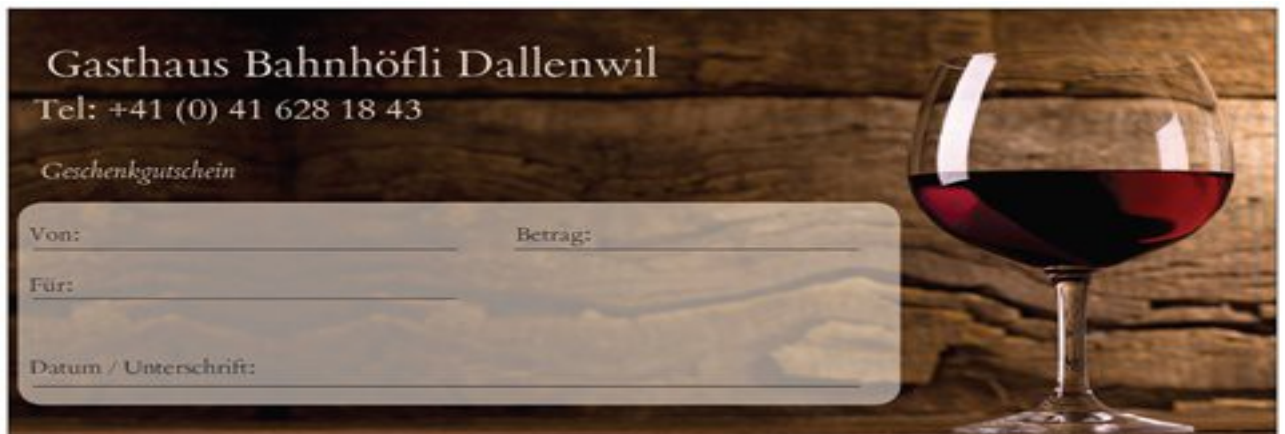 Gasthaus Bahnhöfli Dallenwil
Tel: +41 (0) 41 628 18 43
Geschenkgutschein
Von: Betrag:
Für:
Datum / Unterschrift: